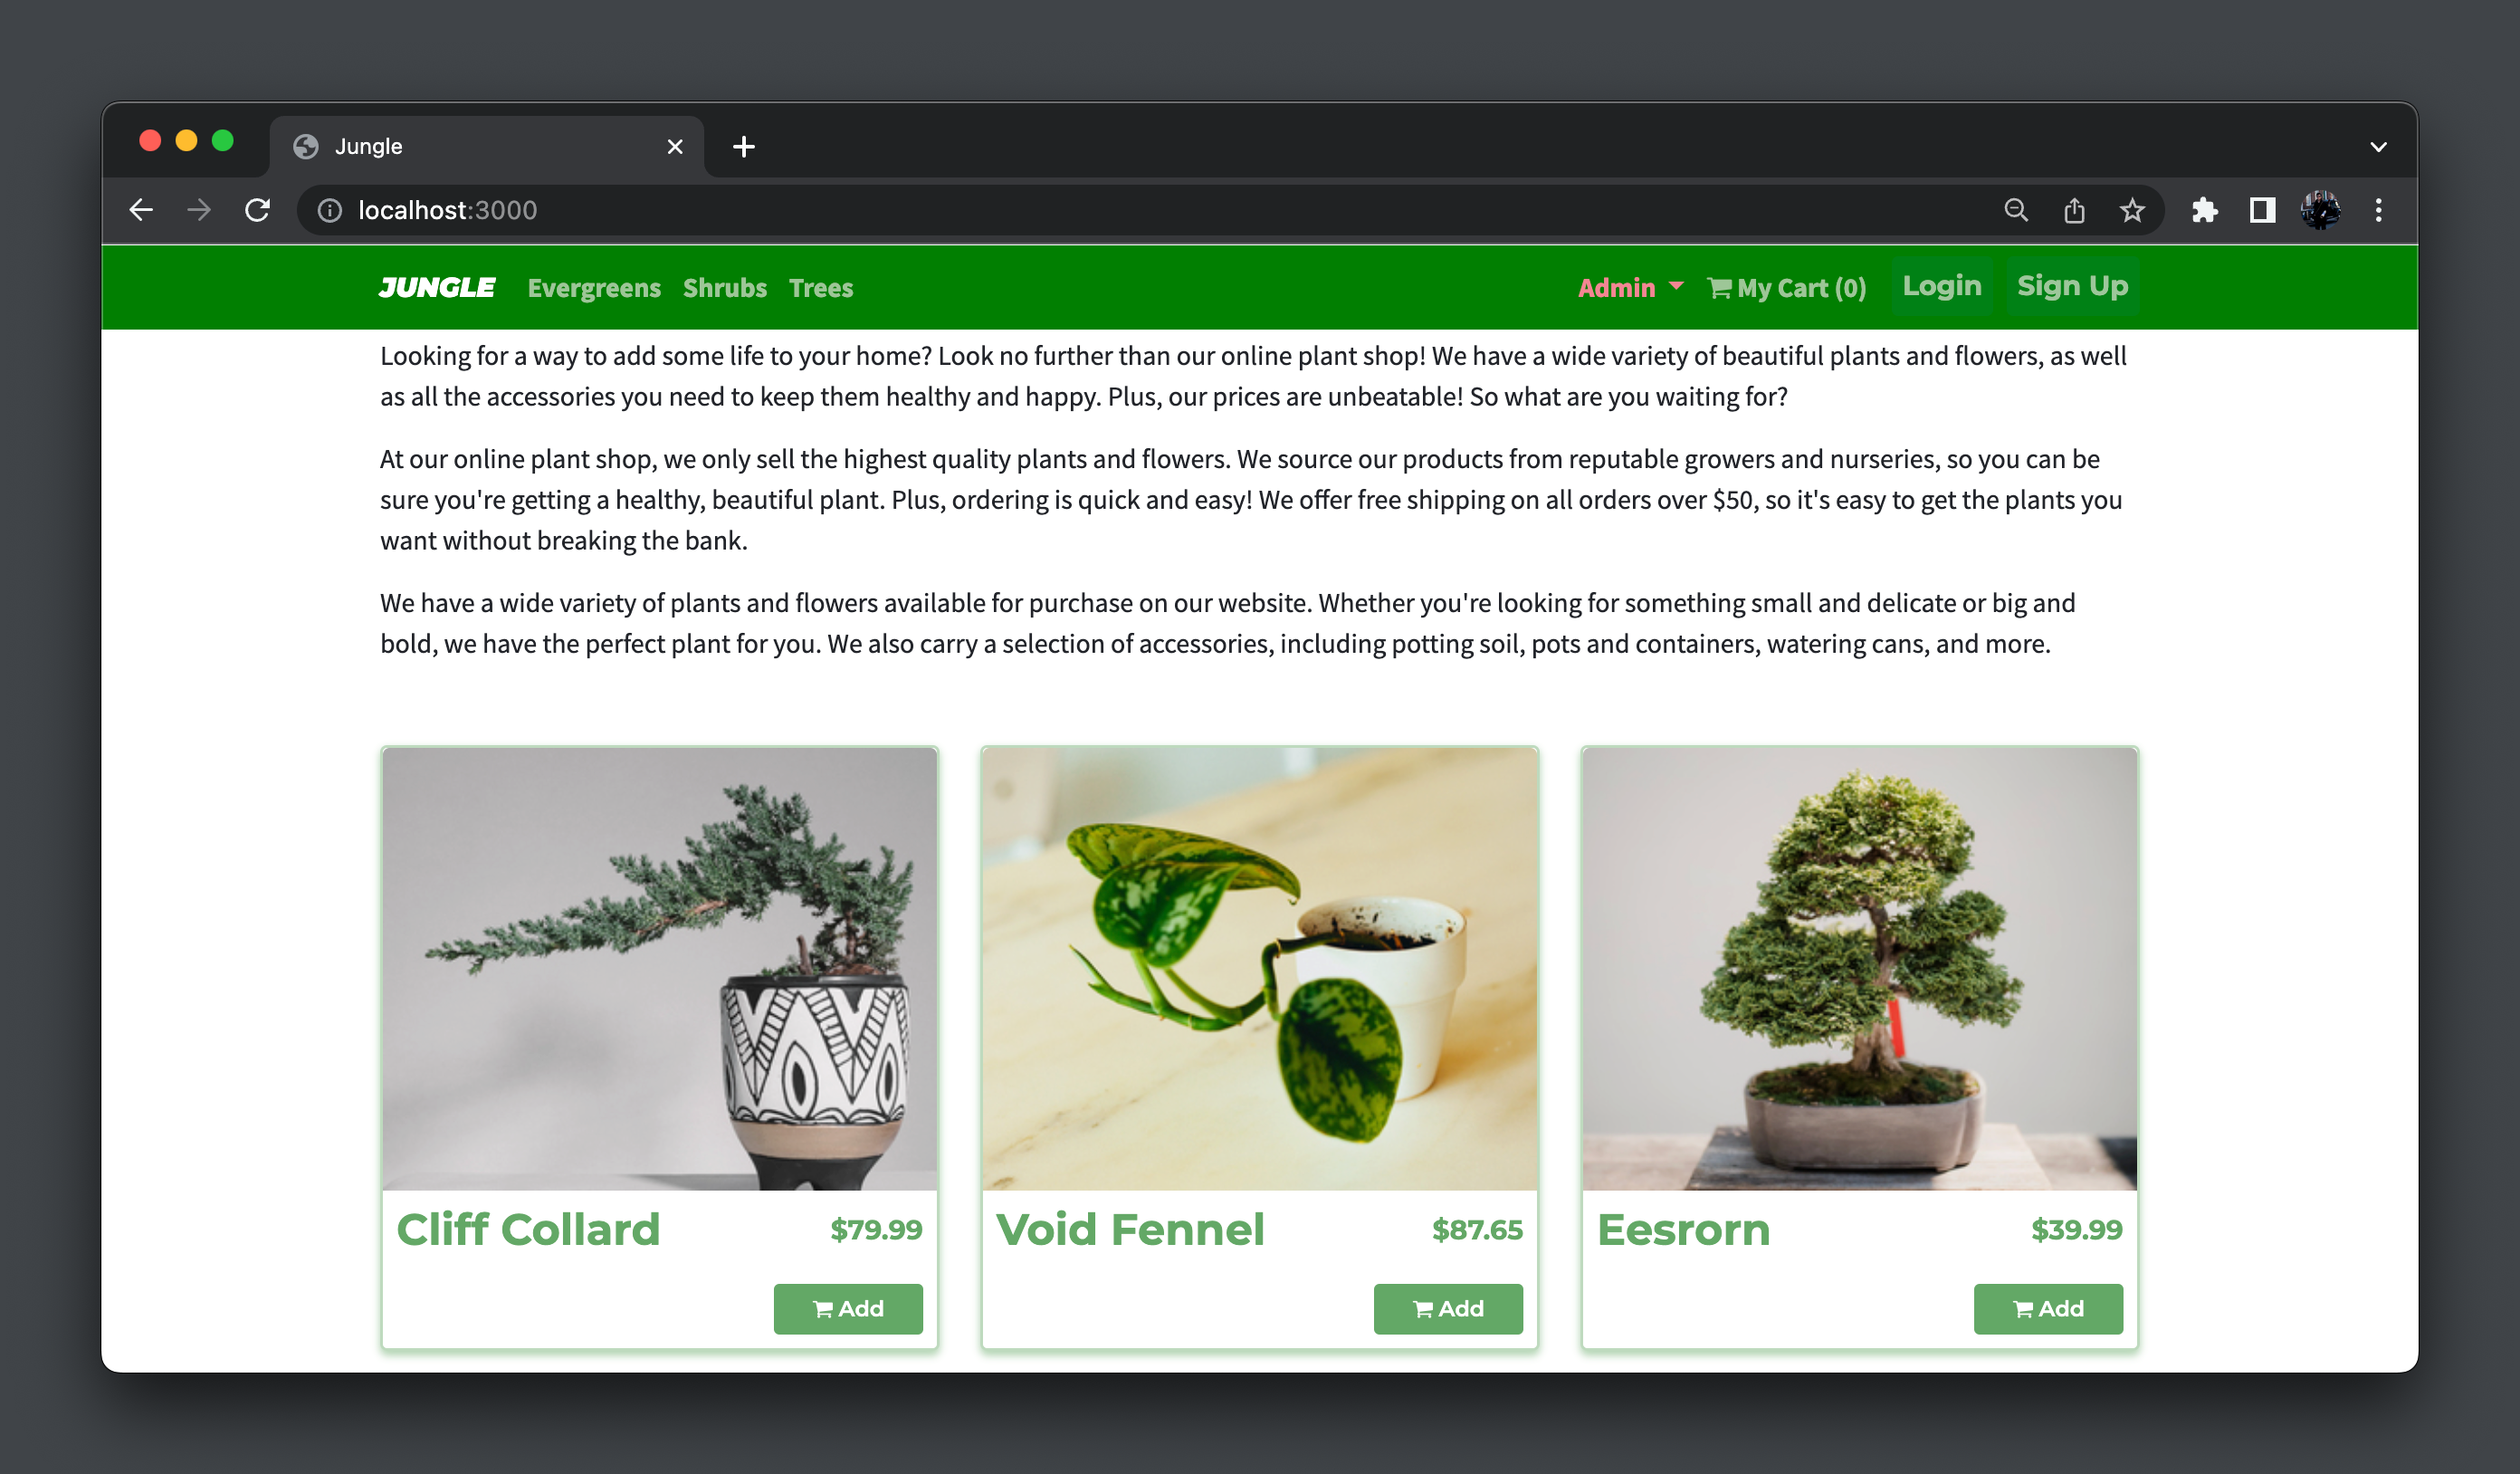 Jungle
localhost:3000
JUNGLE Evergreens Shrubs Trees Admin My Cart (0) Login Sign Up
Looking for a way to add some life to your home? Look no further than our online plant shop! We have a wide variety of beautiful plants and flowers, as well
as all the accessories you need to keep them healthy and happy. Plus, our prices are unbeatable! So what are you waiting for?
At our online plant shop, we only sell the highest quality plants and flowers. We source our products from reputable growers and nurseries, so you can be
sure you're getting a healthy, beautiful plant. Plus, ordering is quick and easy! We offer free shipping on all orders over $50, so it's easy to get the plants you
want without breaking the bank.
We have a wide variety of plants and flowers available for purchase on our website. Whether you're looking for something small and delicate or big and
bold, we have the perfect plant for you. We also carry a selection of accessories, including potting soil, pots and containers, watering cans, and more.
Cliff Collard $79.99
Add
Void Fennel $87.65
Add
Eesrorn $39.99
Add